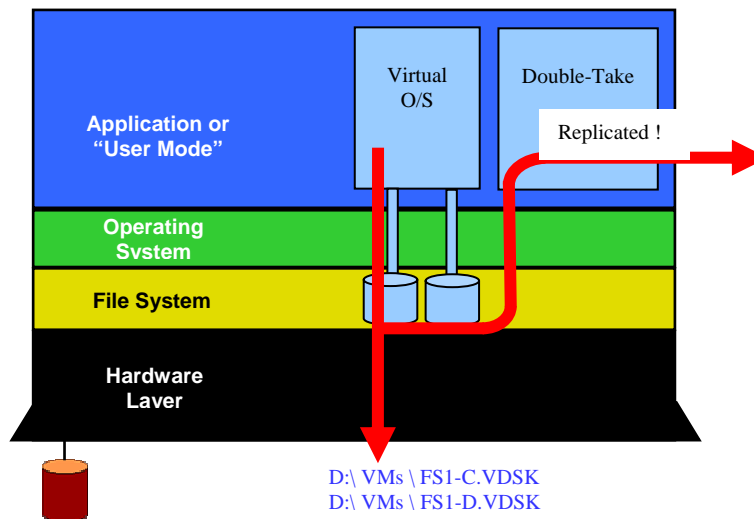 Virtual
O/S
Double-Take
Application or
“User Mode”
Replicated !
Operating
Svstem
File System
Hardware
Laver
D:\ VMs \ FS1-C.VDSK
D:\ VMs \ FS1-D.VDSK